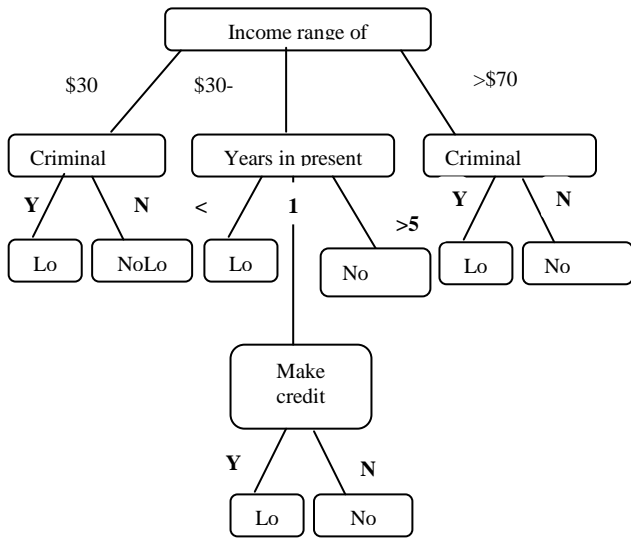 Income range of
$30
$30-
>$70
Criminal
Years in present
Criminal
Y
N
<
1
>5
Y
N
Lo
NoLo
Lo
No
Lo
No
Make
credit
Y
N
Lo
No